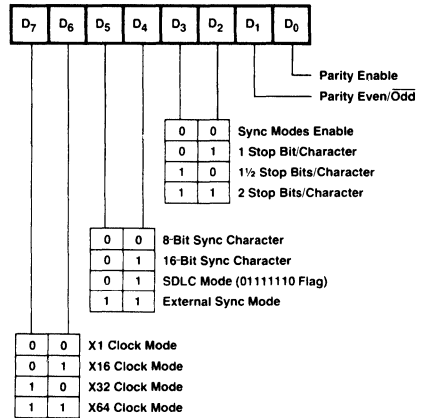 D7 D6 D5 D4 D3 D2 D1 D0
Parity Enable
Parity Even/O̅d̅d̅
0 0 Sync Modes Enable
0 1 1 Stop Bit/Character
1 0 1½ Stop Bits/Character
1 1 2 Stop Bits/Character
0 0 8-Bit Sync Character
0 1 16-Bit Sync Character
0 1 SDLC Mode (01111110 Flag)
1 1 External Sync Mode
0 0 X1 Clock Mode
0 1 X16 Clock Mode
1 0 X32 Clock Mode
1 1 X64 Clock Mode